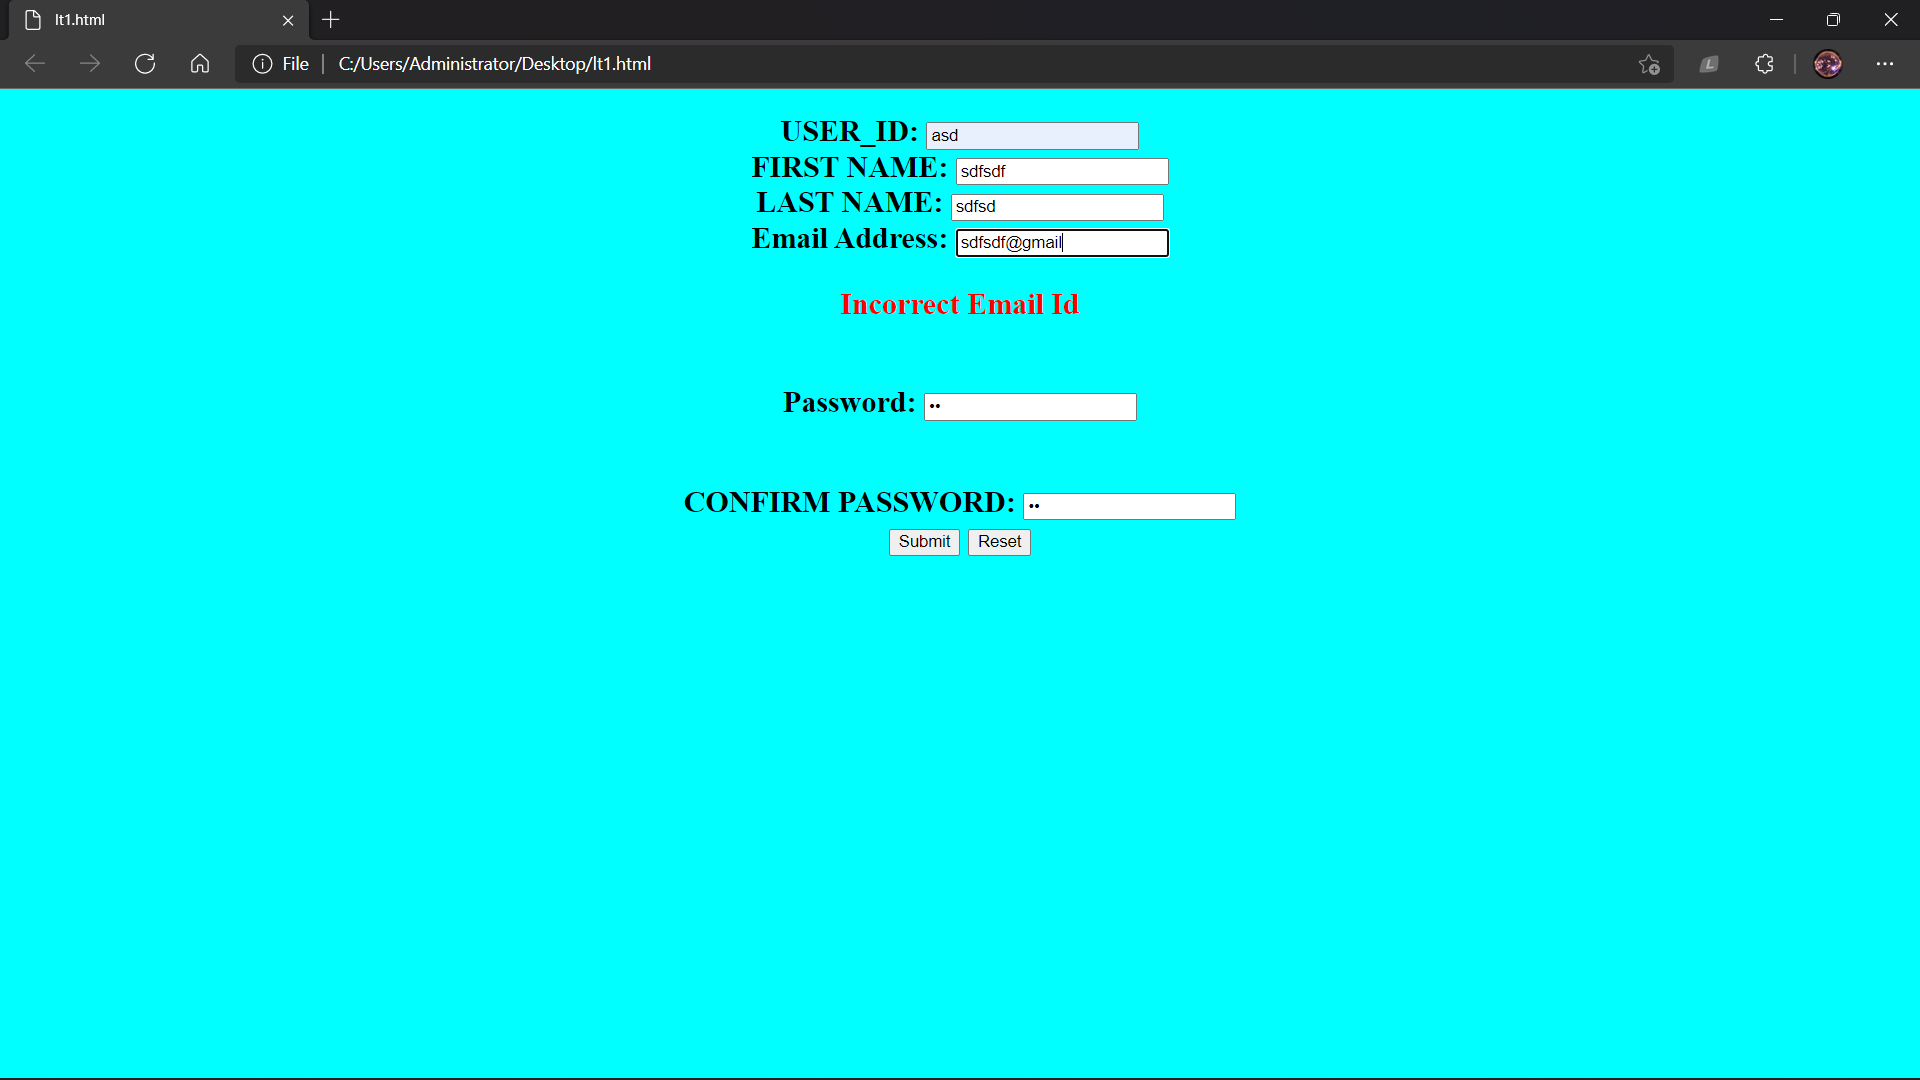 lt1.html
File | C:/Users/Administrator/Desktop/lt1.html
USER_ID: asd
FIRST NAME: sdfsdf
LAST NAME: sdfsd
Email Address: sdfsdf@gmail
Incorrect Email Id
Password: ••
CONFIRM PASSWORD: ••
Submit Reset